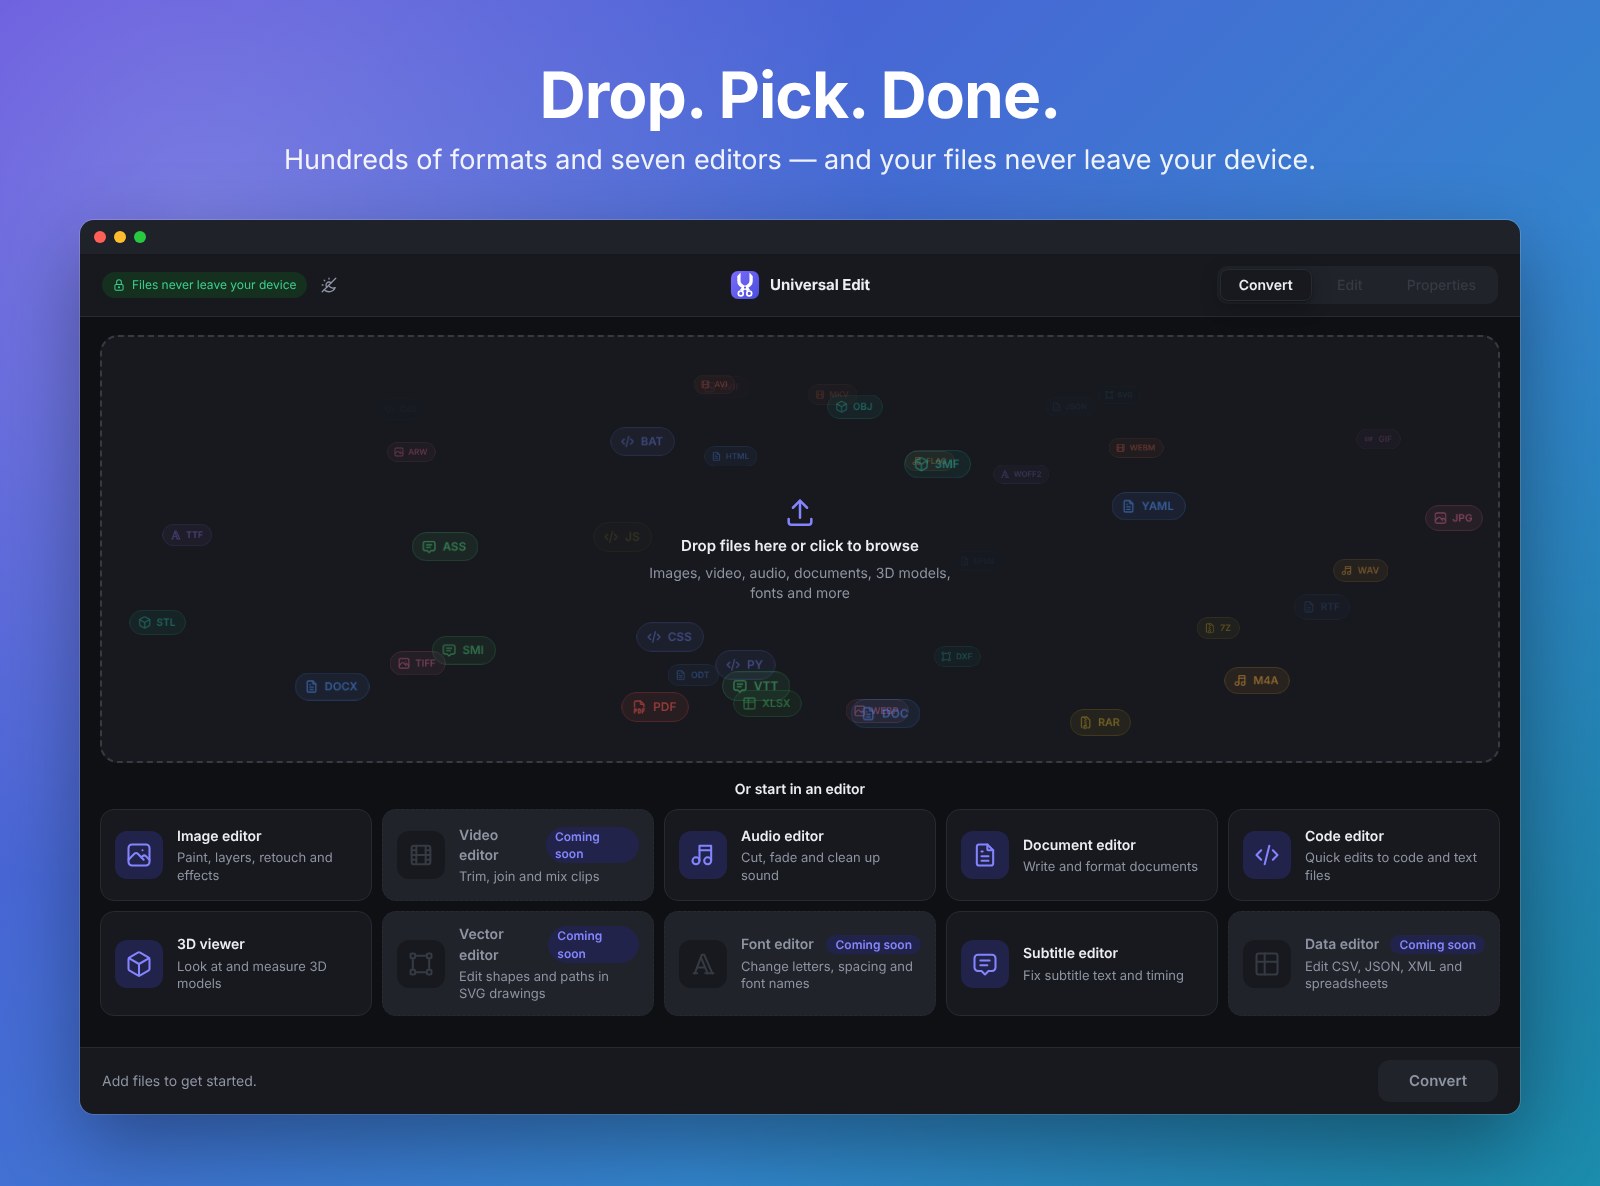 Drop. Pick. Done.
Hundreds of formats and seven editors — and your files never leave your device.
Files never leave your device
Universal Edit
Convert
Edit
Properties
AVI
MKV
OBJ
JSON
GIF
BAT
ARW
HTML
WEBM
3MF
WOFF2
YAML
JPG
TTF
ASS
JS
Drop files here or click to browse
Images, video, audio, documents, 3D models,
fonts and more
WAV
RTF
STL
7Z
CSS
SMI
TIFF
PY
DXF
ODT
DOCX
VTT
M4A
XLSX
PDF
WEBP
DOC
RAR
Or start in an editor
Image editor
Paint, layers, retouch and
effects
Video
editor
Coming
soon
Trim, join and mix clips
Audio editor
Cut, fade and clean up
sound
Document editor
Write and format documents
Code editor
Quick edits to code and text
files
3D viewer
Look at and measure 3D
models
Vector
editor
Coming
soon
Edit shapes and paths in
SVG drawings
Font editor
Coming soon
Change letters, spacing and
font names
Subtitle editor
Fix subtitle text and timing
Data editor
Coming soon
Edit CSV, JSON, XML and
spreadsheets
Add files to get started.
Convert